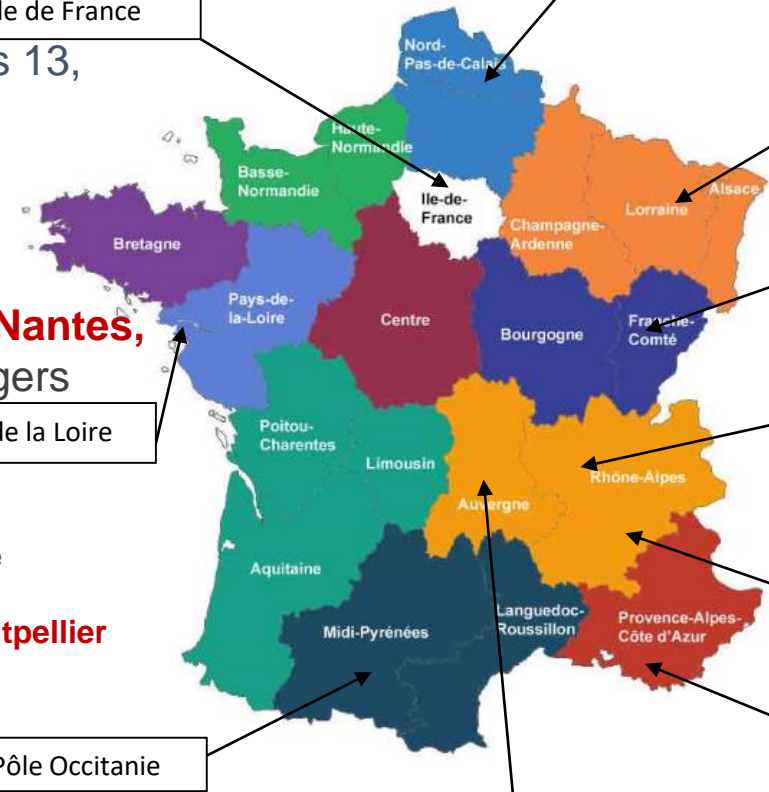 le de France
s 13,
Nantes,
gers
de la Loire
tpellier
Pôle Occitanie
Nord-
Pas-de-Calais
Haute-
Normandie
Basse-
Normandie
Ile-de-
France
Champagne-
Ardenne
Lorraine
Alsace
Bretagne
Pays-de-
la-Loire
Centre
Bourgogne
Franche-
Comté
Poitou-
Charentes
Limousin
Auvergne
Rhône-Alpes
Aquitaine
Midi-Pyrénées
Languedoc-
Roussillon
Provence-Alpes-
Côte d'Azur